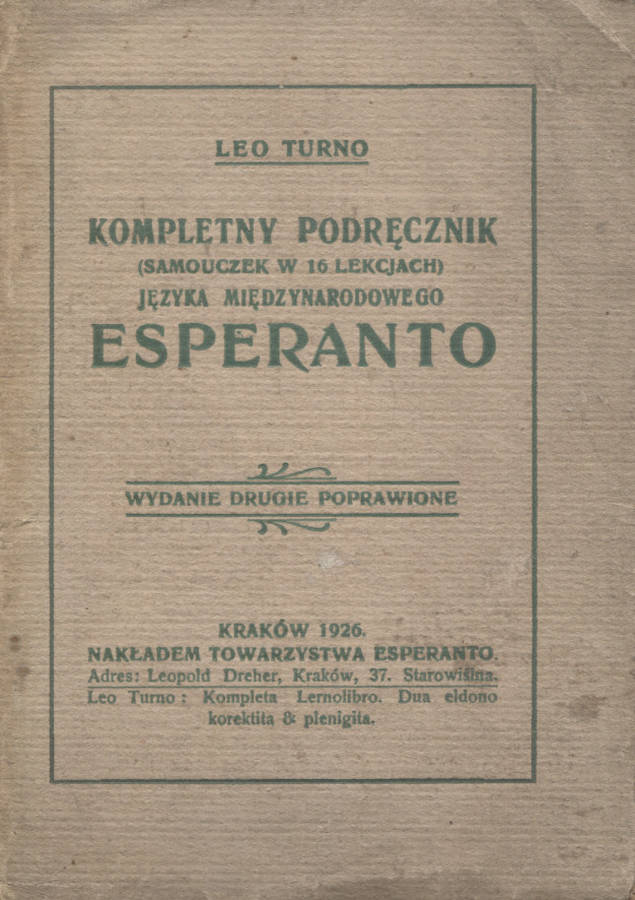 LEO TURNO
KOMPLETNY PODRĘCZNIK
(SAMOUCZEK W 16 LEKCJACH)
JĘZYKA MIĘDZYNARODOWEGO
ESPERANTO
WYDANIE DRUGIE POPRAWIONE
KRAKÓW 1926.
NAKŁADEM TOWARZYSTWA ESPERANTO.
Adres: Leopold Dreher, Kraków, 37. Starowiślna.
Leo Turno: Kompleta Lernolibro. Dua eldono
korektita & plenigita.